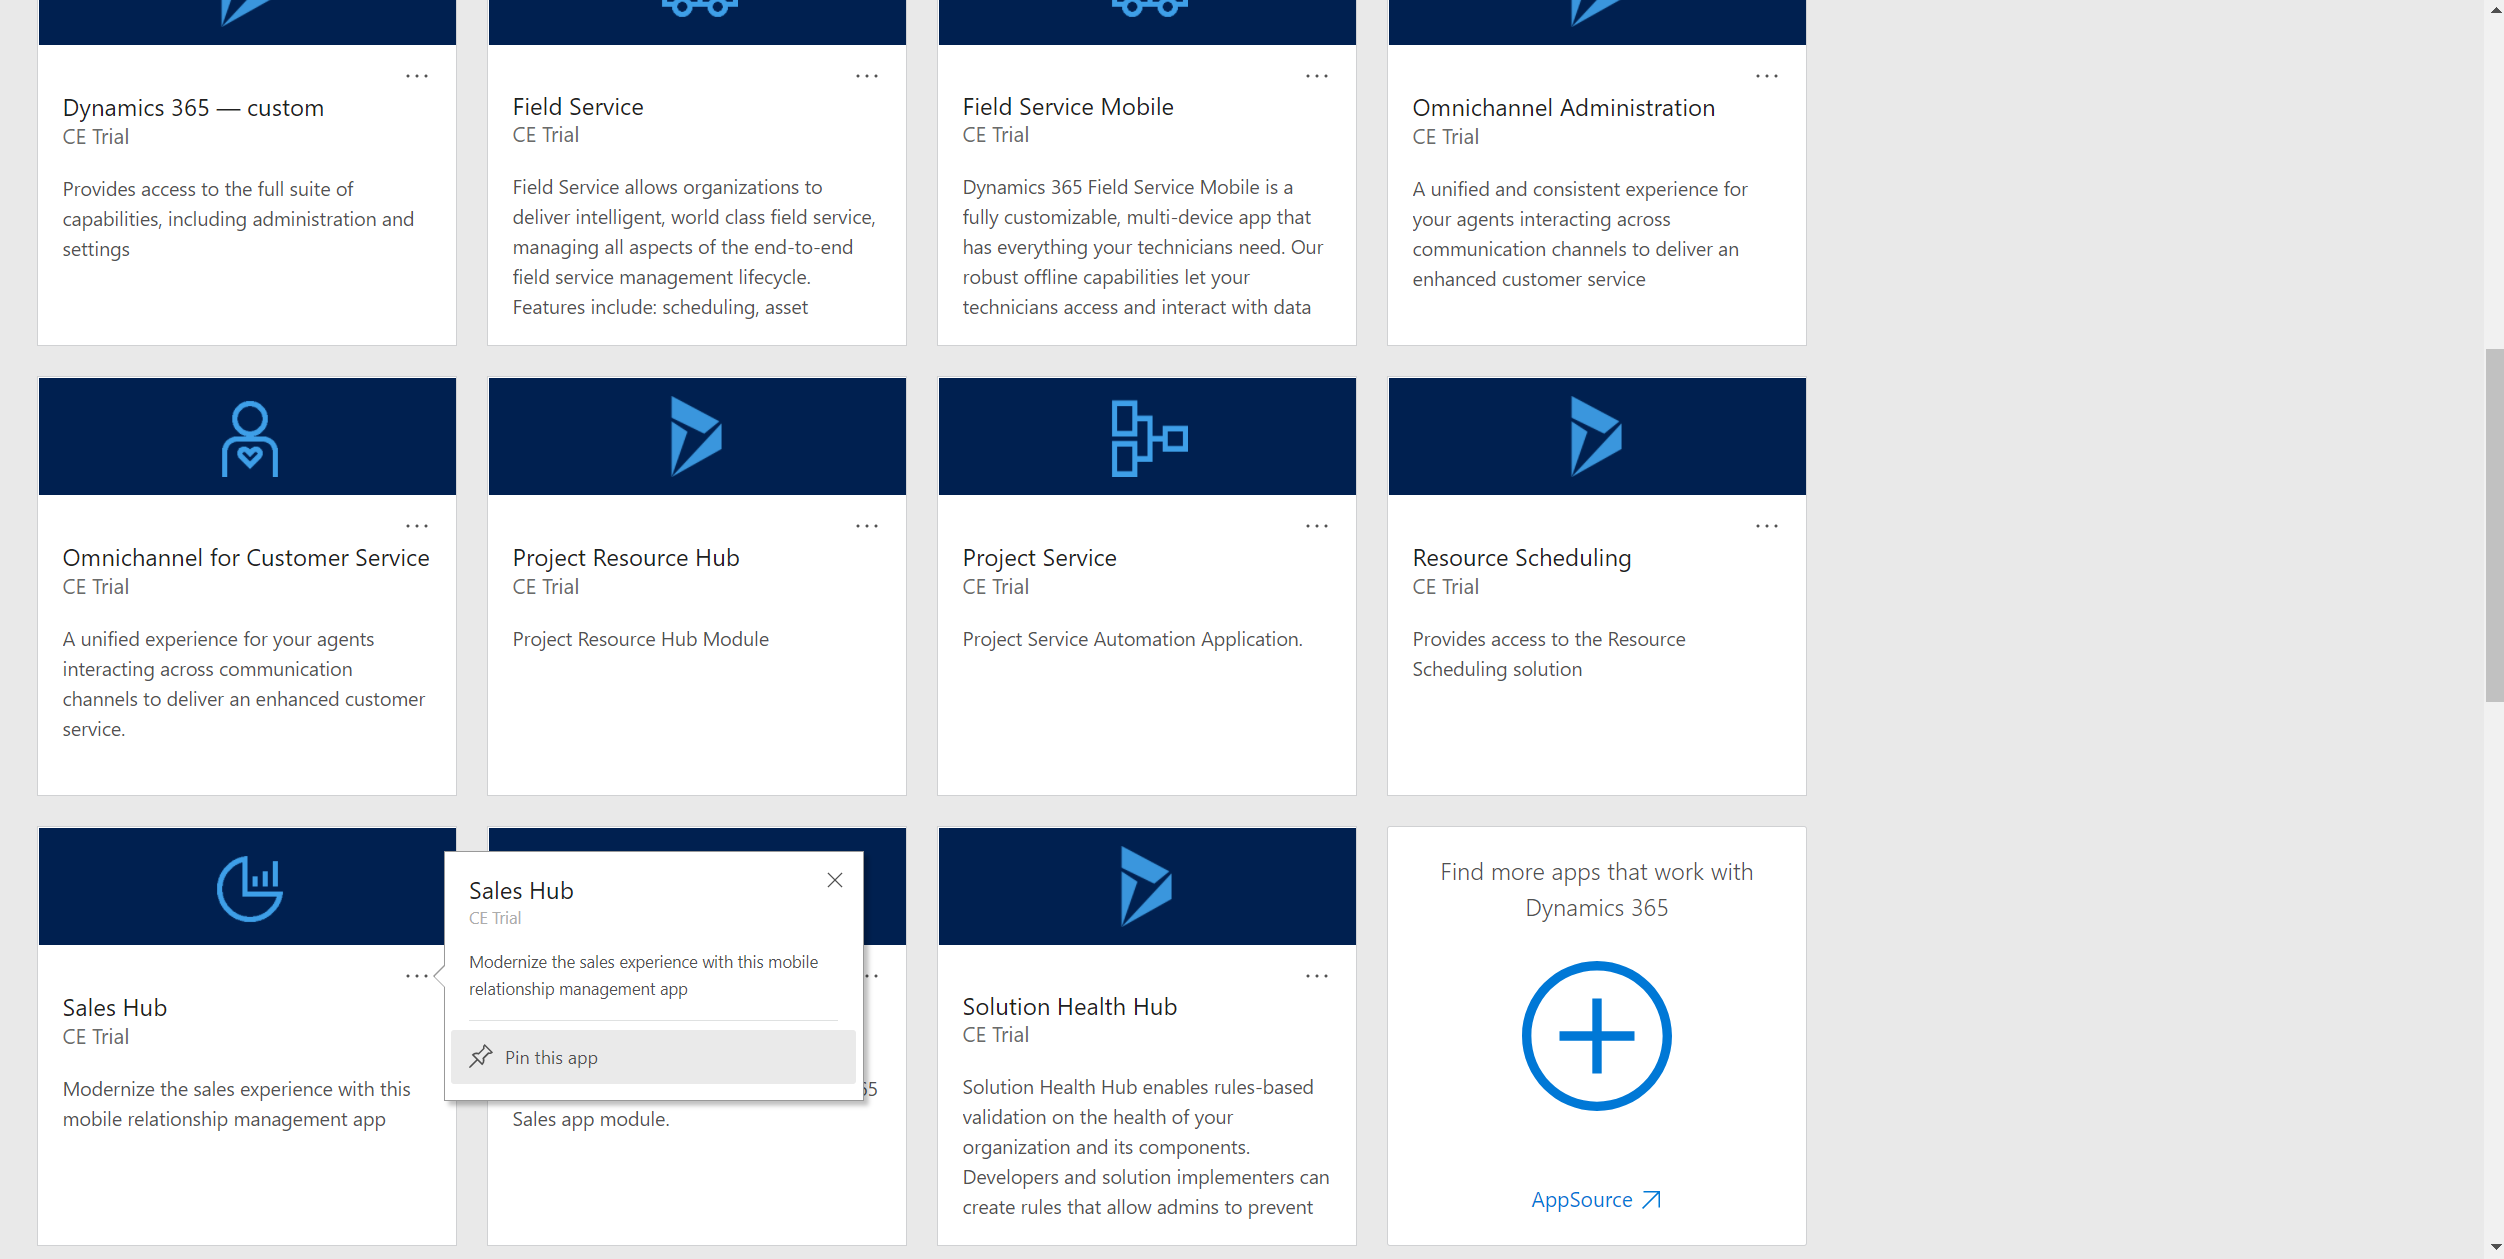 ...
...
...
...
Dynamics 365 — custom
CE Trial
Provides access to the full suite of
capabilities, including administration and
settings
Field Service
CE Trial
Field Service allows organizations to
deliver intelligent, world class field service,
managing all aspects of the end-to-end
field service management lifecycle.
Features include: scheduling, asset
Field Service Mobile
CE Trial
Dynamics 365 Field Service Mobile is a
fully customizable, multi-device app that
has everything your technicians need. Our
robust offline capabilities let your
technicians access and interact with data
Omnichannel Administration
CE Trial
A unified and consistent experience for
your agents interacting across
communication channels to deliver an
enhanced customer service
...
...
...
...
Omnichannel for Customer Service
CE Trial
A unified experience for your agents
interacting across communication
channels to deliver an enhanced customer
service.
Project Resource Hub
CE Trial
Project Resource Hub Module
Project Service
CE Trial
Project Service Automation Application.
Resource Scheduling
CE Trial
Provides access to the Resource
Scheduling solution
...
Sales Hub
CE Trial
Modernize the sales experience with this
mobile relationship management app
Sales Hub
CE Trial
Modernize the sales experience with this mobile
relationship management app
Pin this app
Sales app module.
...
Solution Health Hub
CE Trial
Solution Health Hub enables rules-based
validation on the health of your
organization and its components.
Developers and solution implementers can
create rules that allow admins to prevent
Find more apps that work with
Dynamics 365
AppSource